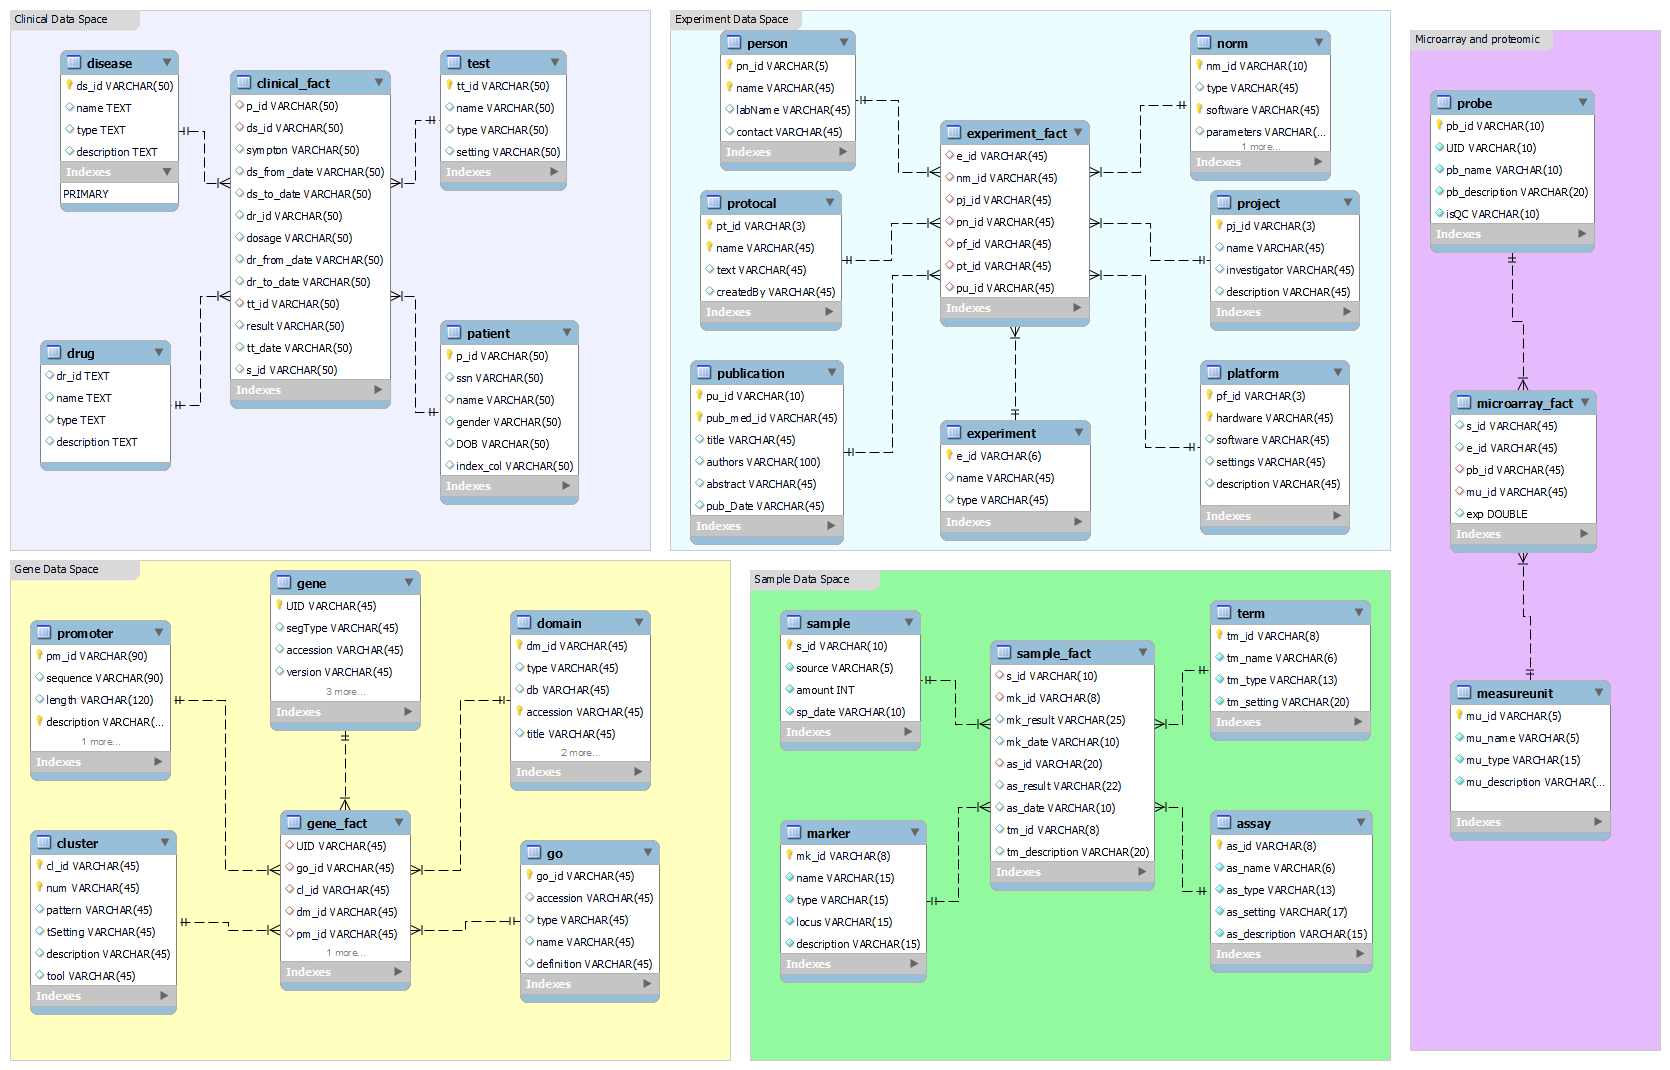 Clinical Data Space
disease
ds_id VARCHAR(50)
name TEXT
type TEXT
description TEXT
Indexes
PRIMARY
clinical_fact
p_id VARCHAR(50)
ds_id VARCHAR(50)
sympton VARCHAR(50)
ds_from_date VARCHAR(50)
ds_to_date VARCHAR(50)
dr_id VARCHAR(50)
dosage VARCHAR(50)
dr_from_date VARCHAR(50)
dr_to_date VARCHAR(50)
tt_id VARCHAR(50)
result VARCHAR(50)
tt_date VARCHAR(50)
s_id VARCHAR(50)
Indexes
test
tt_id VARCHAR(50)
name VARCHAR(50)
type VARCHAR(50)
setting VARCHAR(50)
Indexes
drug
dr_id TEXT
name TEXT
type TEXT
description TEXT
patient
p_id VARCHAR(50)
ssn VARCHAR(50)
name VARCHAR(50)
gender VARCHAR(50)
DOB VARCHAR(50)
index_col VARCHAR(50)
Indexes
Experiment Data Space
person
pn_id VARCHAR(5)
name VARCHAR(45)
labName VARCHAR(45)
contact VARCHAR(45)
Indexes
protocal
pt_id VARCHAR(3)
name VARCHAR(45)
text VARCHAR(45)
createdBy VARCHAR(45)
Indexes
publication
pu_id VARCHAR(10)
pub_med_id VARCHAR(45)
title VARCHAR(45)
authors VARCHAR(100)
abstract VARCHAR(45)
pub_Date VARCHAR(45)
Indexes
experiment_fact
e_id VARCHAR(45)
nm_id VARCHAR(45)
pj_id VARCHAR(45)
pn_id VARCHAR(45)
pf_id VARCHAR(45)
pt_id VARCHAR(45)
pu_id VARCHAR(45)
Indexes
experiment
e_id VARCHAR(6)
name VARCHAR(45)
type VARCHAR(45)
Indexes
norm
nm_id VARCHAR(10)
type VARCHAR(45)
software VARCHAR(45)
parameters VARCHAR(...
1 more...
Indexes
project
pj_id VARCHAR(3)
name VARCHAR(45)
investigator VARCHAR(45)
description VARCHAR(45)
Indexes
platform
pf_id VARCHAR(3)
hardware VARCHAR(45)
software VARCHAR(45)
settings VARCHAR(45)
description VARCHAR(45)
Indexes
Microarray and proteomic
probe
pb_id VARCHAR(10)
UID VARCHAR(10)
pb_name VARCHAR(10)
pb_description VARCHAR(20)
isQC VARCHAR(10)
Indexes
microarray_fact
s_id VARCHAR(45)
e_id VARCHAR(45)
pb_id VARCHAR(45)
mu_id VARCHAR(45)
exp DOUBLE
Indexes
measureunit
mu_id VARCHAR(5)
mu_name VARCHAR(5)
mu_type VARCHAR(15)
mu_description VARCHAR(...
Indexes
Gene Data Space
promoter
pm_id VARCHAR(90)
sequence VARCHAR(90)
length VARCHAR(120)
description VARCHAR(...
1 more...
Indexes
cluster
cl_id VARCHAR(45)
num VARCHAR(45)
pattern VARCHAR(45)
tSetting VARCHAR(45)
description VARCHAR(45)
tool VARCHAR(45)
Indexes
gene
UID VARCHAR(45)
segType VARCHAR(45)
accession VARCHAR(45)
version VARCHAR(45)
3 more...
Indexes
gene_fact
UID VARCHAR(45)
go_id VARCHAR(45)
cl_id VARCHAR(45)
dm_id VARCHAR(45)
pm_id VARCHAR(45)
1 more...
Indexes
domain
dm_id VARCHAR(45)
type VARCHAR(45)
db VARCHAR(45)
accession VARCHAR(45)
title VARCHAR(45)
2 more...
Indexes
go
go_id VARCHAR(45)
accession VARCHAR(45)
type VARCHAR(45)
name VARCHAR(45)
definition VARCHAR(45)
Indexes
Sample Data Space
sample
s_id VARCHAR(10)
source VARCHAR(5)
amount INT
sp_date VARCHAR(10)
Indexes
marker
mk_id VARCHAR(8)
name VARCHAR(15)
type VARCHAR(15)
locus VARCHAR(15)
description VARCHAR(15)
Indexes
sample_fact
s_id VARCHAR(10)
mk_id VARCHAR(8)
mk_result VARCHAR(25)
mk_date VARCHAR(10)
as_id VARCHAR(20)
as_result VARCHAR(22)
as_date VARCHAR(10)
tm_id VARCHAR(8)
tm_description VARCHAR(20)
Indexes
term
tm_id VARCHAR(8)
tm_name VARCHAR(6)
tm_type VARCHAR(13)
tm_setting VARCHAR(20)
Indexes
assay
as_id VARCHAR(8)
as_name VARCHAR(6)
as_type VARCHAR(13)
as_setting VARCHAR(17)
as_description VARCHAR(15)
Indexes